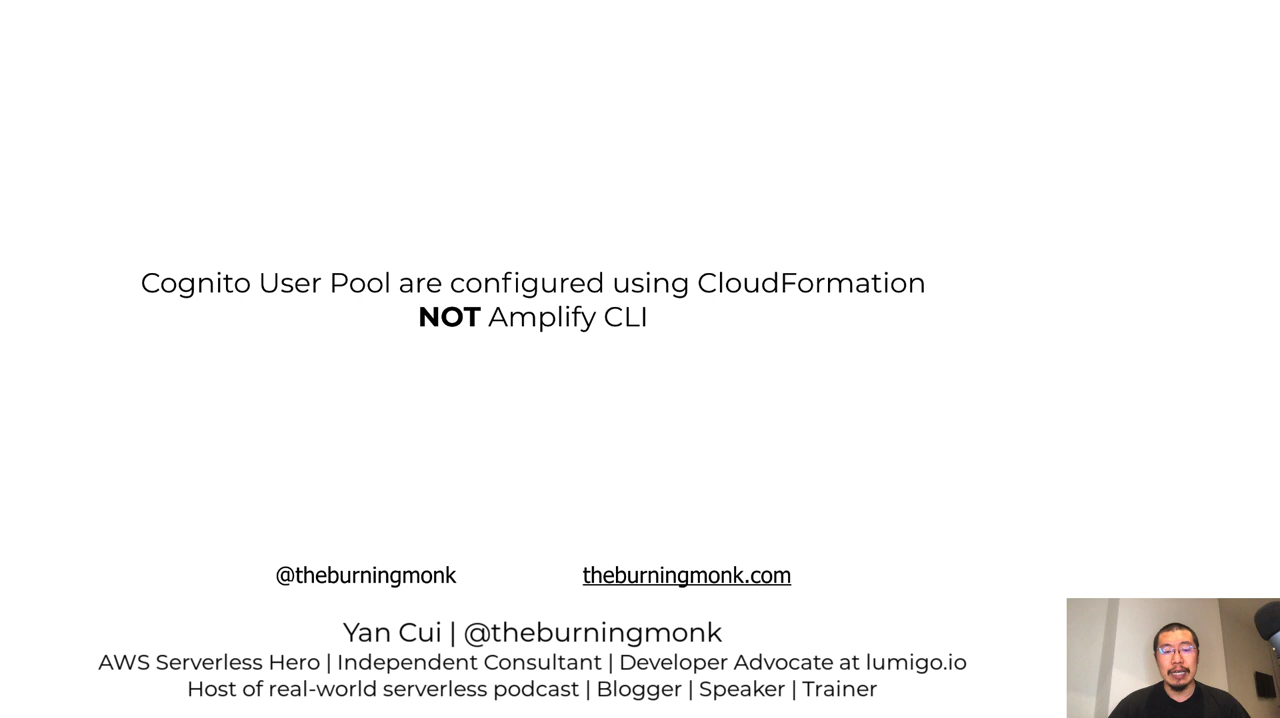 Cognito User Pool are configured using CloudFormation
NOT Amplify CLI
@theburningmonk theburningmonk.com
Yan Cui | @theburningmonk
AWS Serverless Hero | Independent Consultant | Developer Advocate at lumigo.io
Host of real-world serverless podcast | Blogger | Speaker | Trainer